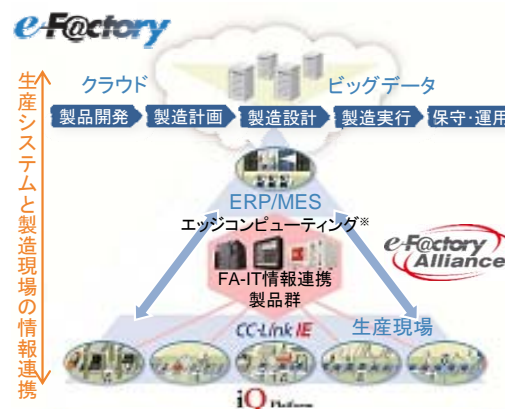 e-F@ctory
クラウド
ビッグデータ
製品開発
製造計画
製造設計
製造実行
保守・運用
生産システムと製造現場の情報連携
ERP/MES
エッジコンピューティング※
e-F@ctory
Alliance
FA-IT情報連携
製品群
CC-Link IE
生産現場
iQ Platform